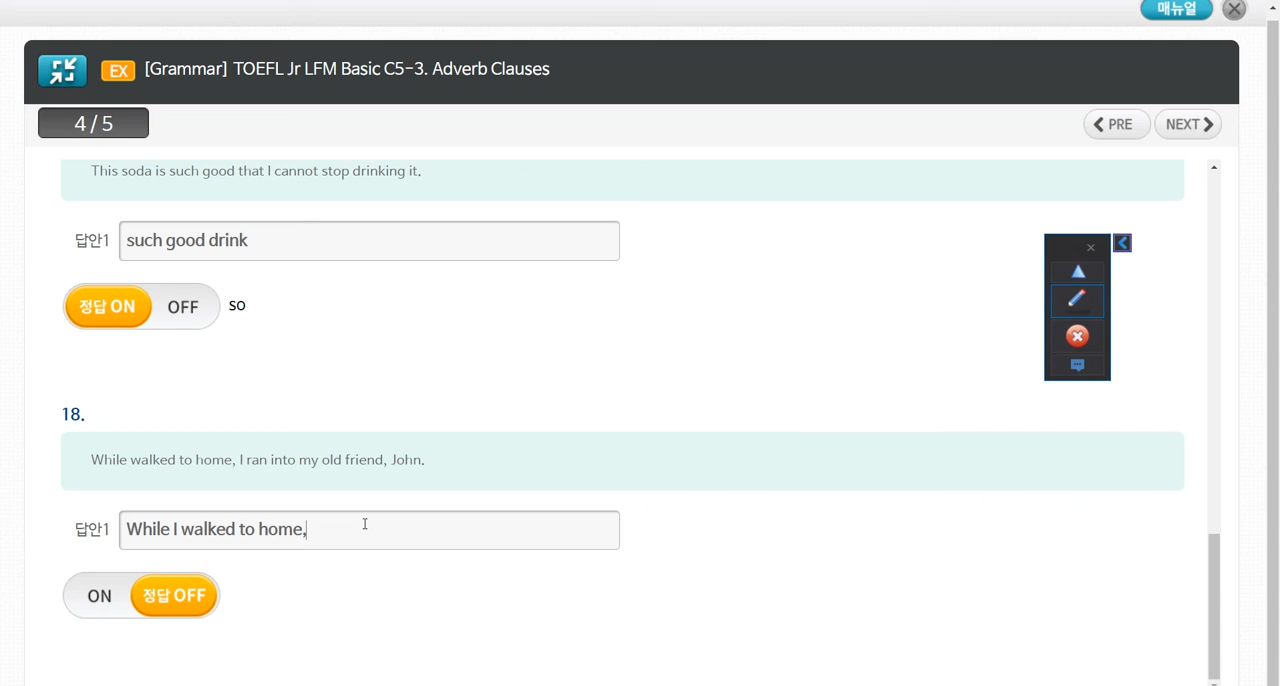 매뉴얼
EX [Grammar] TOEFL Jr LFM Basic C5-3. Adverb Clauses
4 / 5
PRE NEXT
This soda is such good that I cannot stop drinking it.
답안1 such good drink
정답 ON OFF so
18.
While walked to home, I ran into my old friend, John.
답안1 While I walked to home,
ON 정답 OFF